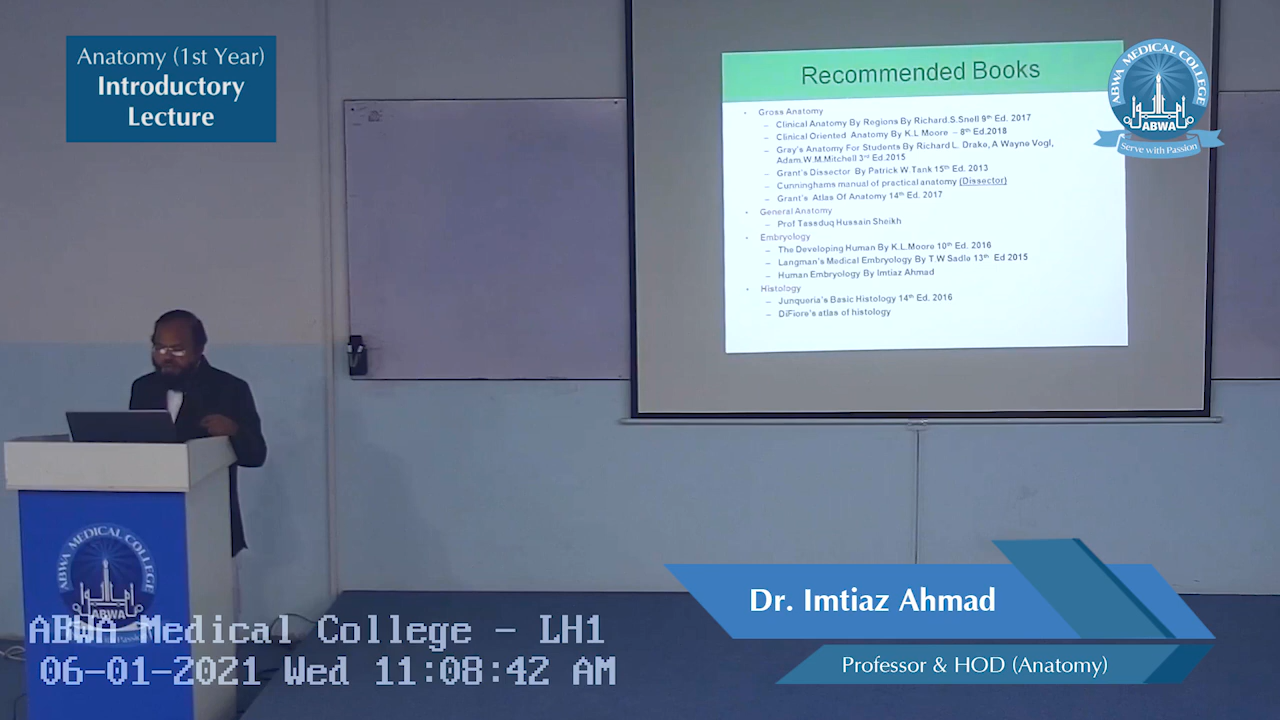 Anatomy (1st Year)
Introductory
Lecture
Recommended Books
• Gross Anatomy
– Clinical Anatomy By Regions By Richard.S.Snell 9th Ed. 2017
– Clinical Oriented Anatomy By K.L Moore – 8th Ed.2018
– Gray's Anatomy For Students By Richard L. Drake, A Wayne Vogl,
Adam.W.M.Mitchell 3rd Ed.2015
– Grant's Dissector By Patrick W.Tank 15th Ed. 2013
– Cunninghams manual of practical anatomy (Dissector)
– Grant's Atlas Of Anatomy 14th Ed. 2017
• General Anatomy
– Prof Tassduq Hussain Sheikh
• Embryology
– The Developing Human By K.L.Moore 10th Ed. 2016
– Langman's Medical Embryology By T.W Sadle 13th Ed 2015
– Human Embryology By Imtiaz Ahmad
• Histology
– Junqueria's Basic Histology 14th Ed. 2016
– DiFiore's atlas of histology
ABWA MEDICAL COLLEGE
ABWA
Serve with Passion
ABWA MEDICAL COLLEGE
ABWA
Passion
Dr. Imtiaz Ahmad
Professor & HOD (Anatomy)
ABWA Medical College - LH1
06-01-2021 Wed 11:08:42 AM